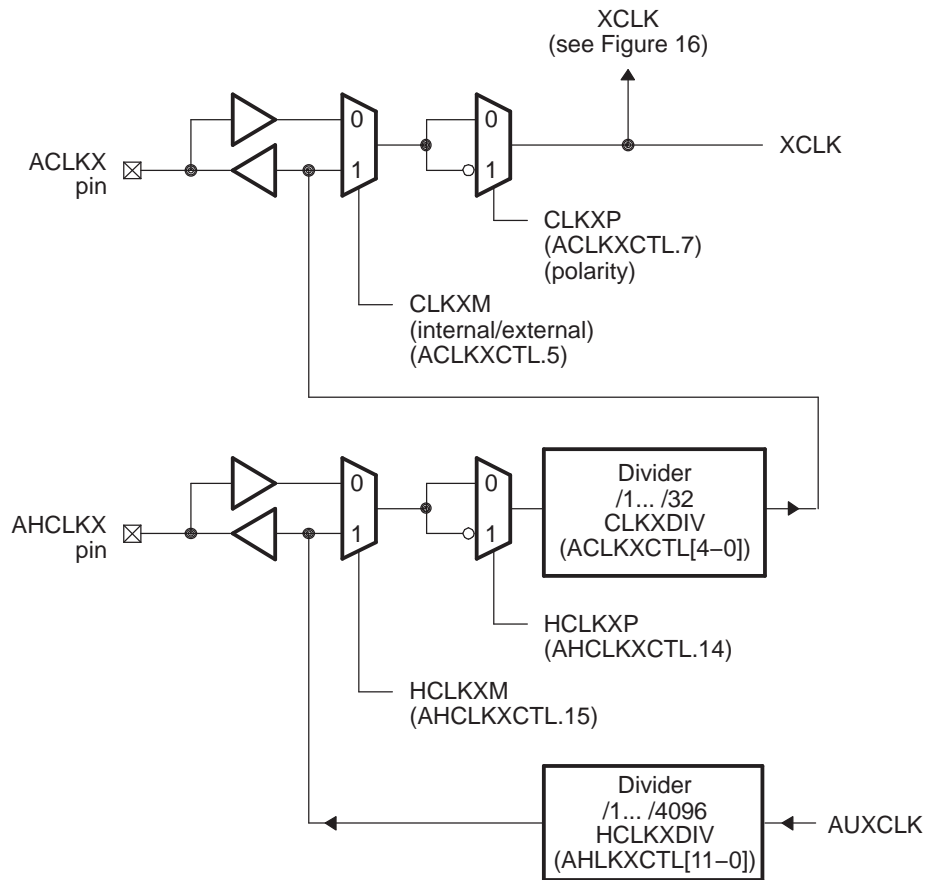 XCLK
(see Figure 16)
0
1
ACLKX
pin
0
1
XCLK
CLKXP
(ACLKXCTL.7)
(polarity)
CLKXM
(internal/external)
(ACLKXCTL.5)
AHCLKX
pin
0
1
0
1
Divider
/1... /32
CLKXDIV
(ACLKXCTL[4−0])
HCLKXP
(AHCLKXCTL.14)
HCLKXM
(AHCLKXCTL.15)
Divider
/1... /4096
HCLKXDIV
(AHLKXCTL[11−0])
AUXCLK